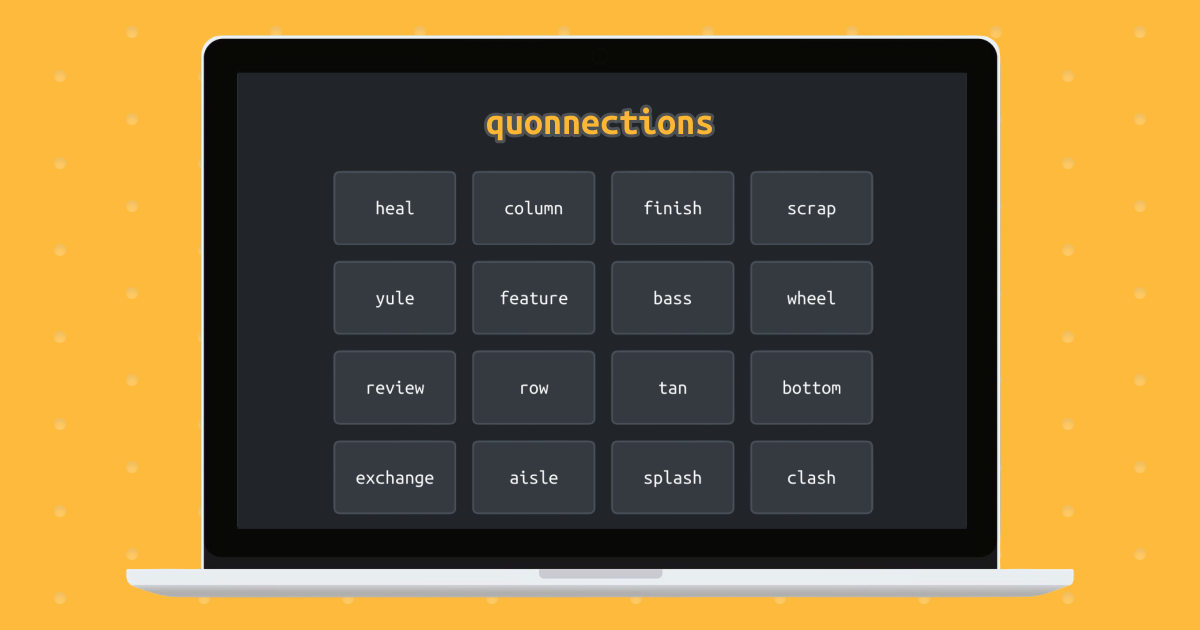 quonnections
heal column finish scrap
yule feature bass wheel
review row tan bottom
exchange aisle splash clash